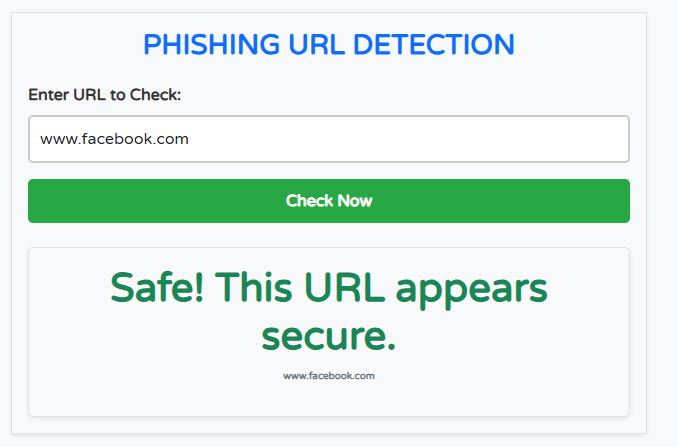 PHISHING URL DETECTION
Enter URL to Check:
www.facebook.com
Check Now
Safe! This URL appears
secure.
www.facebook.com